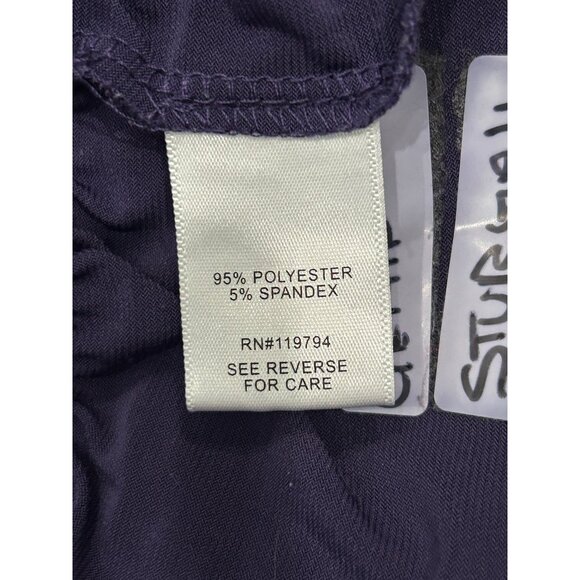 95% POLYESTER
5% SPANDEX
RN#119794
SEE REVERSE
FOR CARE